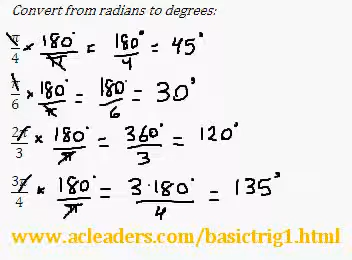 Convert from radians to degrees:
π/4 × 180°/π = 180°/4 = 45°
π/6 × 180°/π = 180°/6 = 30°
2π/3 × 180°/π = 360°/3 = 120°
3π/4 × 180°/π = 3·180°/4 = 135°
www.acleaders.com/basictrig1.html